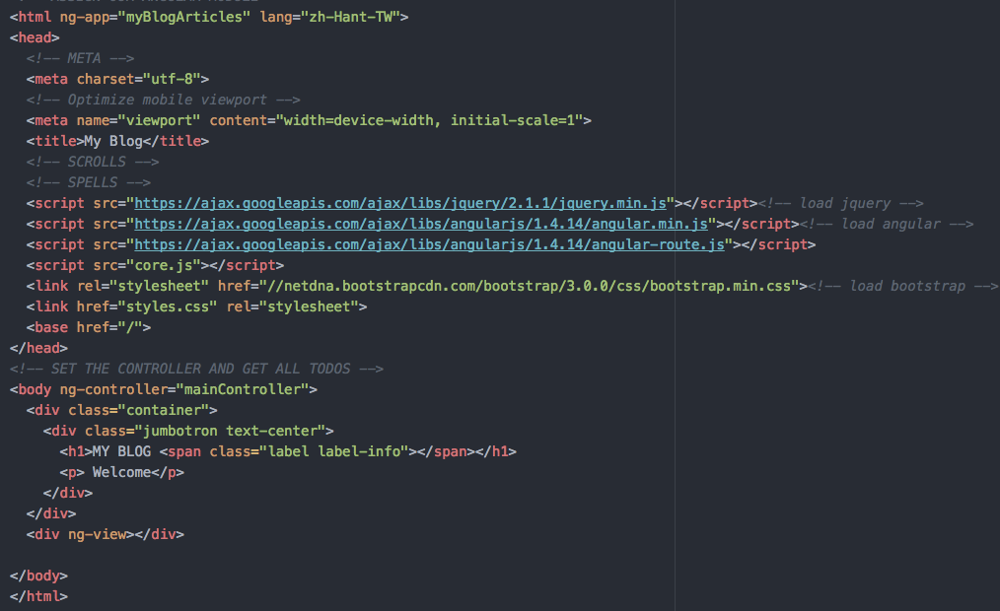 <html ng-app="myBlogArticles" lang="zh-Hant-TW">
<head>
  <!-- META -->
  <meta charset="utf-8">
  <!-- Optimize mobile viewport -->
  <meta name="viewport" content="width=device-width, initial-scale=1">
  <title>My Blog</title>
  <!-- SCROLLS -->
  <!-- SPELLS -->
  <script src="https://ajax.googleapis.com/ajax/libs/jquery/2.1.1/jquery.min.js"></script><!-- load jquery -->
  <script src="https://ajax.googleapis.com/ajax/libs/angularjs/1.4.14/angular.min.js"></script><!-- load angular -->
  <script src="https://ajax.googleapis.com/ajax/libs/angularjs/1.4.14/angular-route.js"></script>
  <script src="core.js"></script>
  <link rel="stylesheet" href="//netdna.bootstrapcdn.com/bootstrap/3.0.0/css/bootstrap.min.css"><!-- load bootstrap -->
  <link href="styles.css" rel="stylesheet">
  <base href="/">
</head>
<!-- SET THE CONTROLLER AND GET ALL TODOS -->
<body ng-controller="mainController">
  <div class="container">
    <div class="jumbotron text-center">
      <h1>MY BLOG <span class="label label-info"></span></h1>
      <p> Welcome</p>
    </div>
  </div>
  <div ng-view></div>
</body>
</html>